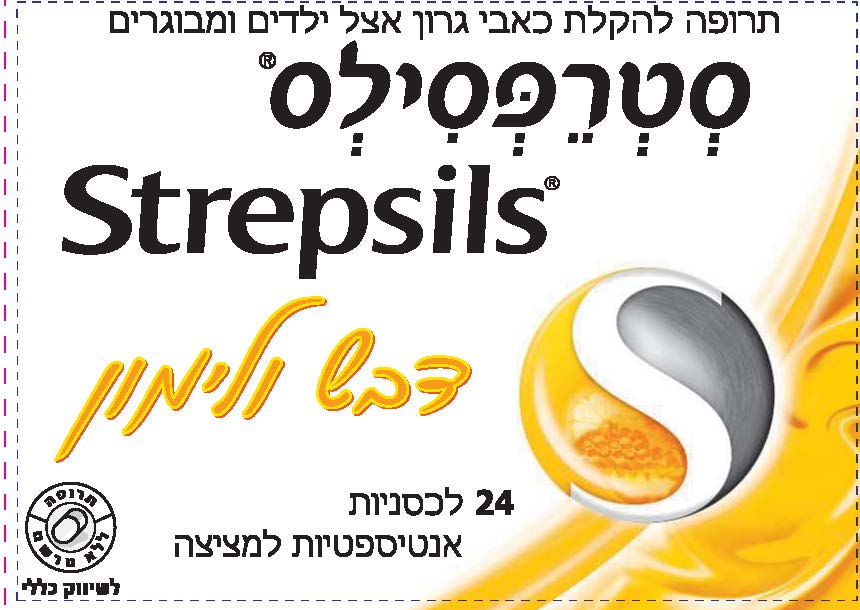 תרופה להקלת כאבי גרון אצל ילדים ומבוגרים
סְטְרֵפְּסִילְס®
Strepsils®
דבש ולימון
24 לכסניות
אנטיספטיות למציצה
תרופה
ללא מרשם
לשיווק כללי